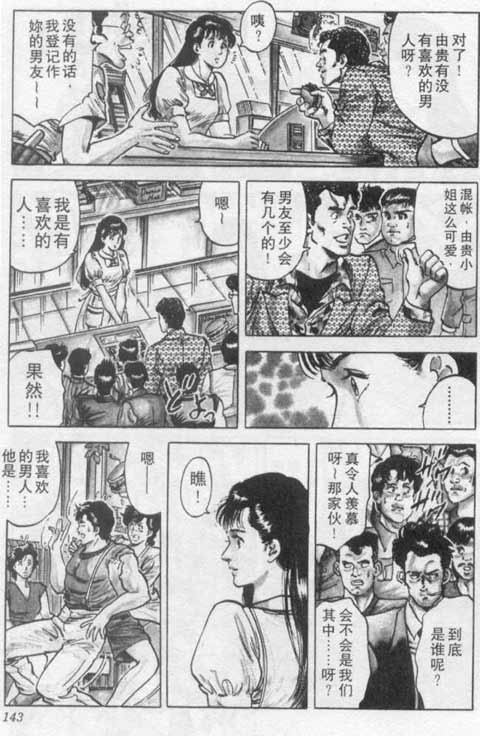 对了！
由贵有没
有喜欢的男
人呀？
咦？
没有的话．
我登记作
妳的男友
～～
混帐．由贵小
姐这么可爱．
男友至少会
有几个的！
嗯～
我是有
喜欢的
人……
果然!!
どよっ
………
真令人羡慕
呀～那家伙！
到底
是谁呢？
会不会是我们
其中……呀？
瞧！
嗯──
我喜欢
的男人…
他是……
143